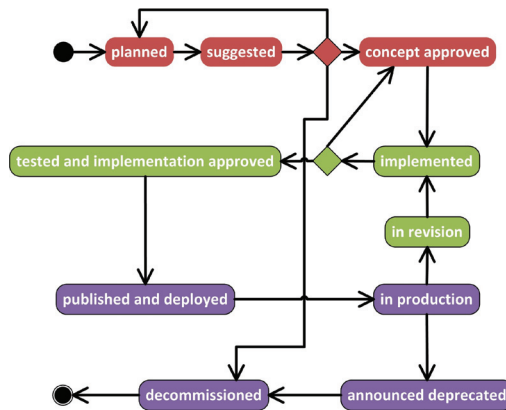 planned
suggested
concept approved
tested and implementation approved
implemented
in revision
published and deployed
in production
decommissioned
announced deprecated